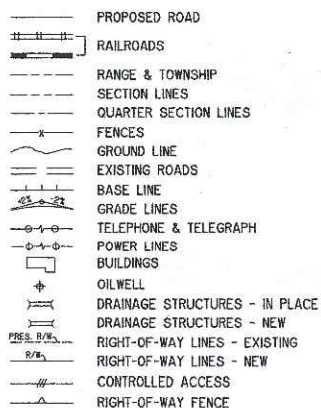 PROPOSED ROAD
RAILROADS
RANGE & TOWNSHIP
SECTION LINES
QUARTER SECTION LINES
x FENCES
GROUND LINE
EXISTING ROADS
BASE LINE
+2% -2% GRADE LINES
TELEPHONE & TELEGRAPH
POWER LINES
BUILDINGS
OILWELL
DRAINAGE STRUCTURES - IN PLACE
DRAINAGE STRUCTURES - NEW
PRES. R/W RIGHT-OF-WAY LINES - EXISTING
R/W RIGHT-OF-WAY LINES - NEW
CONTROLLED ACCESS
RIGHT-OF-WAY FENCE